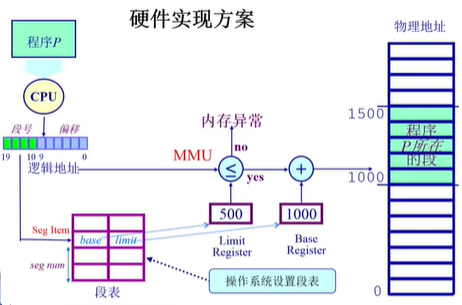 硬件实现方案
物理地址
程序P
CPU
段号 偏移
19 10 9 0
逻辑地址
MMU
内存异常
no
≤
yes
+
500
1000
Limit
Register
Base
Register
Seg Item
base limit
seg num
段表
操作系统设置段表
1500
程序
P所在
的段
1000
0